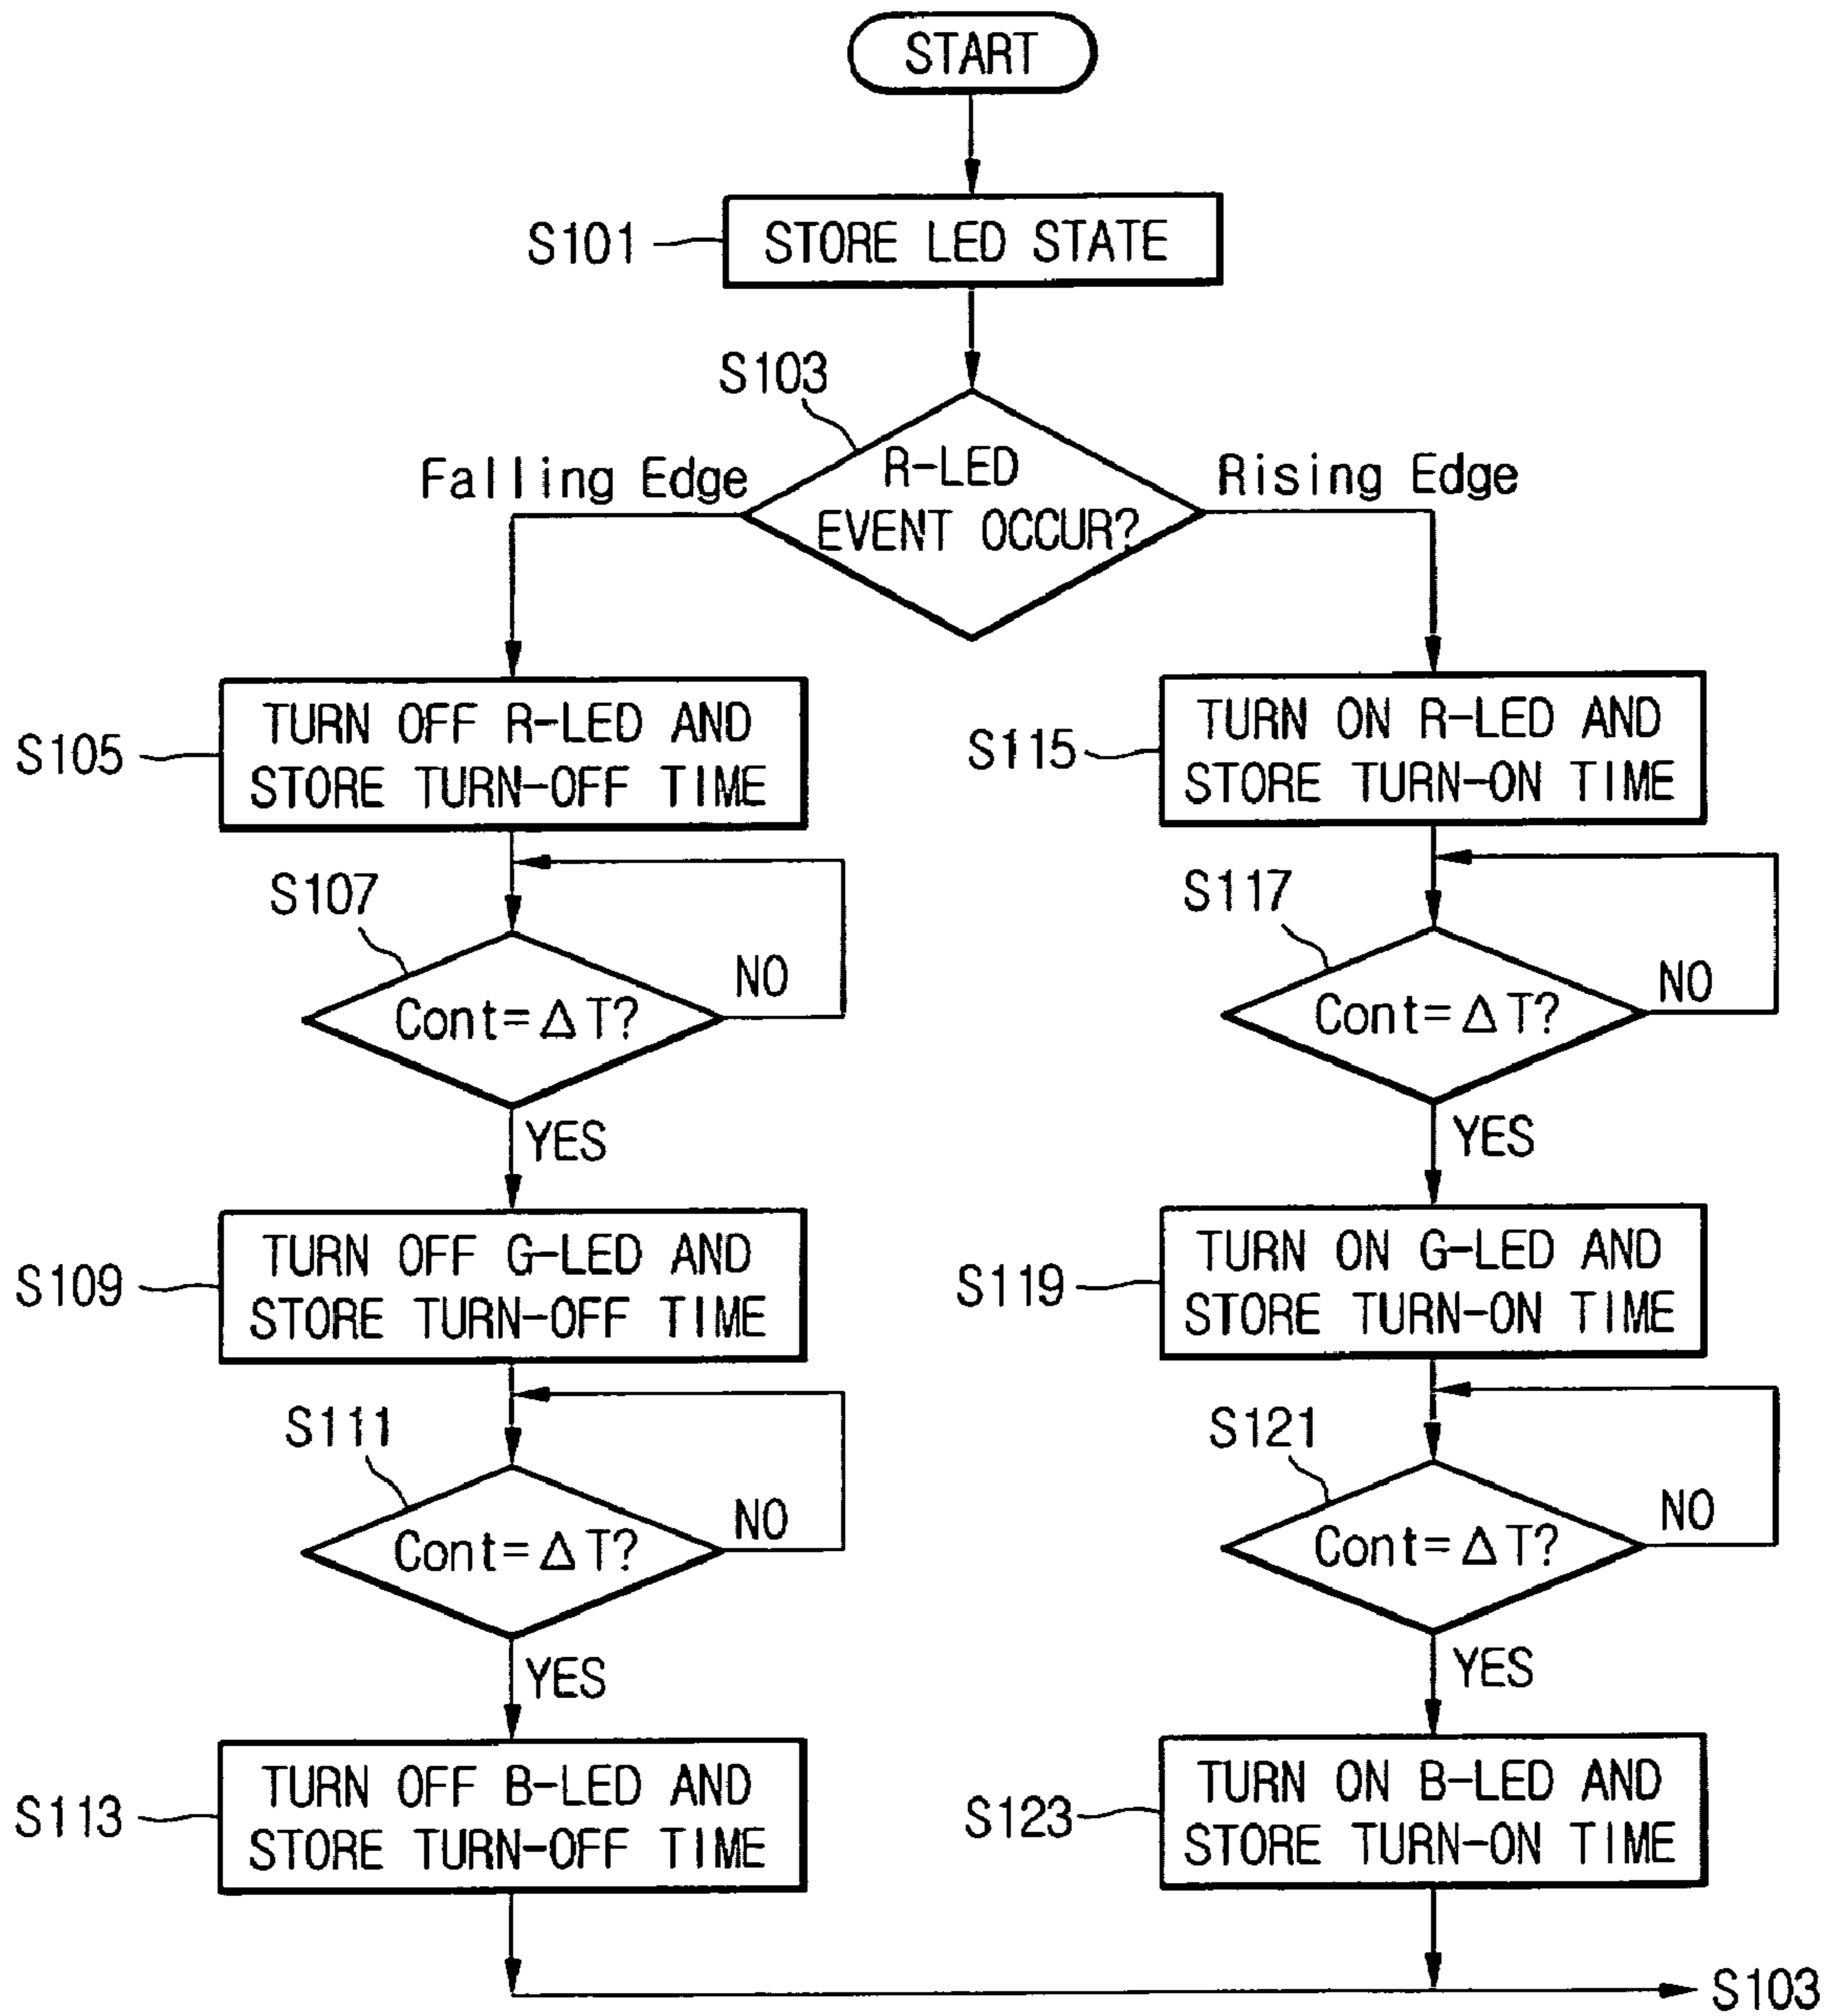 START
S101
STORE LED STATE
S103
R-LED
EVENT OCCUR?
Falling Edge
Rising Edge
S105
TURN OFF R-LED AND
STORE TURN-OFF TIME
S115
TURN ON R-LED AND
STORE TURN-ON TIME
S107
Cont=ΔT?
NO
YES
S117
Cont=ΔT?
NO
YES
S109
TURN OFF G-LED AND
STORE TURN-OFF TIME
S119
TURN ON G-LED AND
STORE TURN-ON TIME
S111
Cont=ΔT?
NO
YES
S121
Cont=ΔT?
NO
YES
S113
TURN OFF B-LED AND
STORE TURN-OFF TIME
S123
TURN ON B-LED AND
STORE TURN-ON TIME
S103